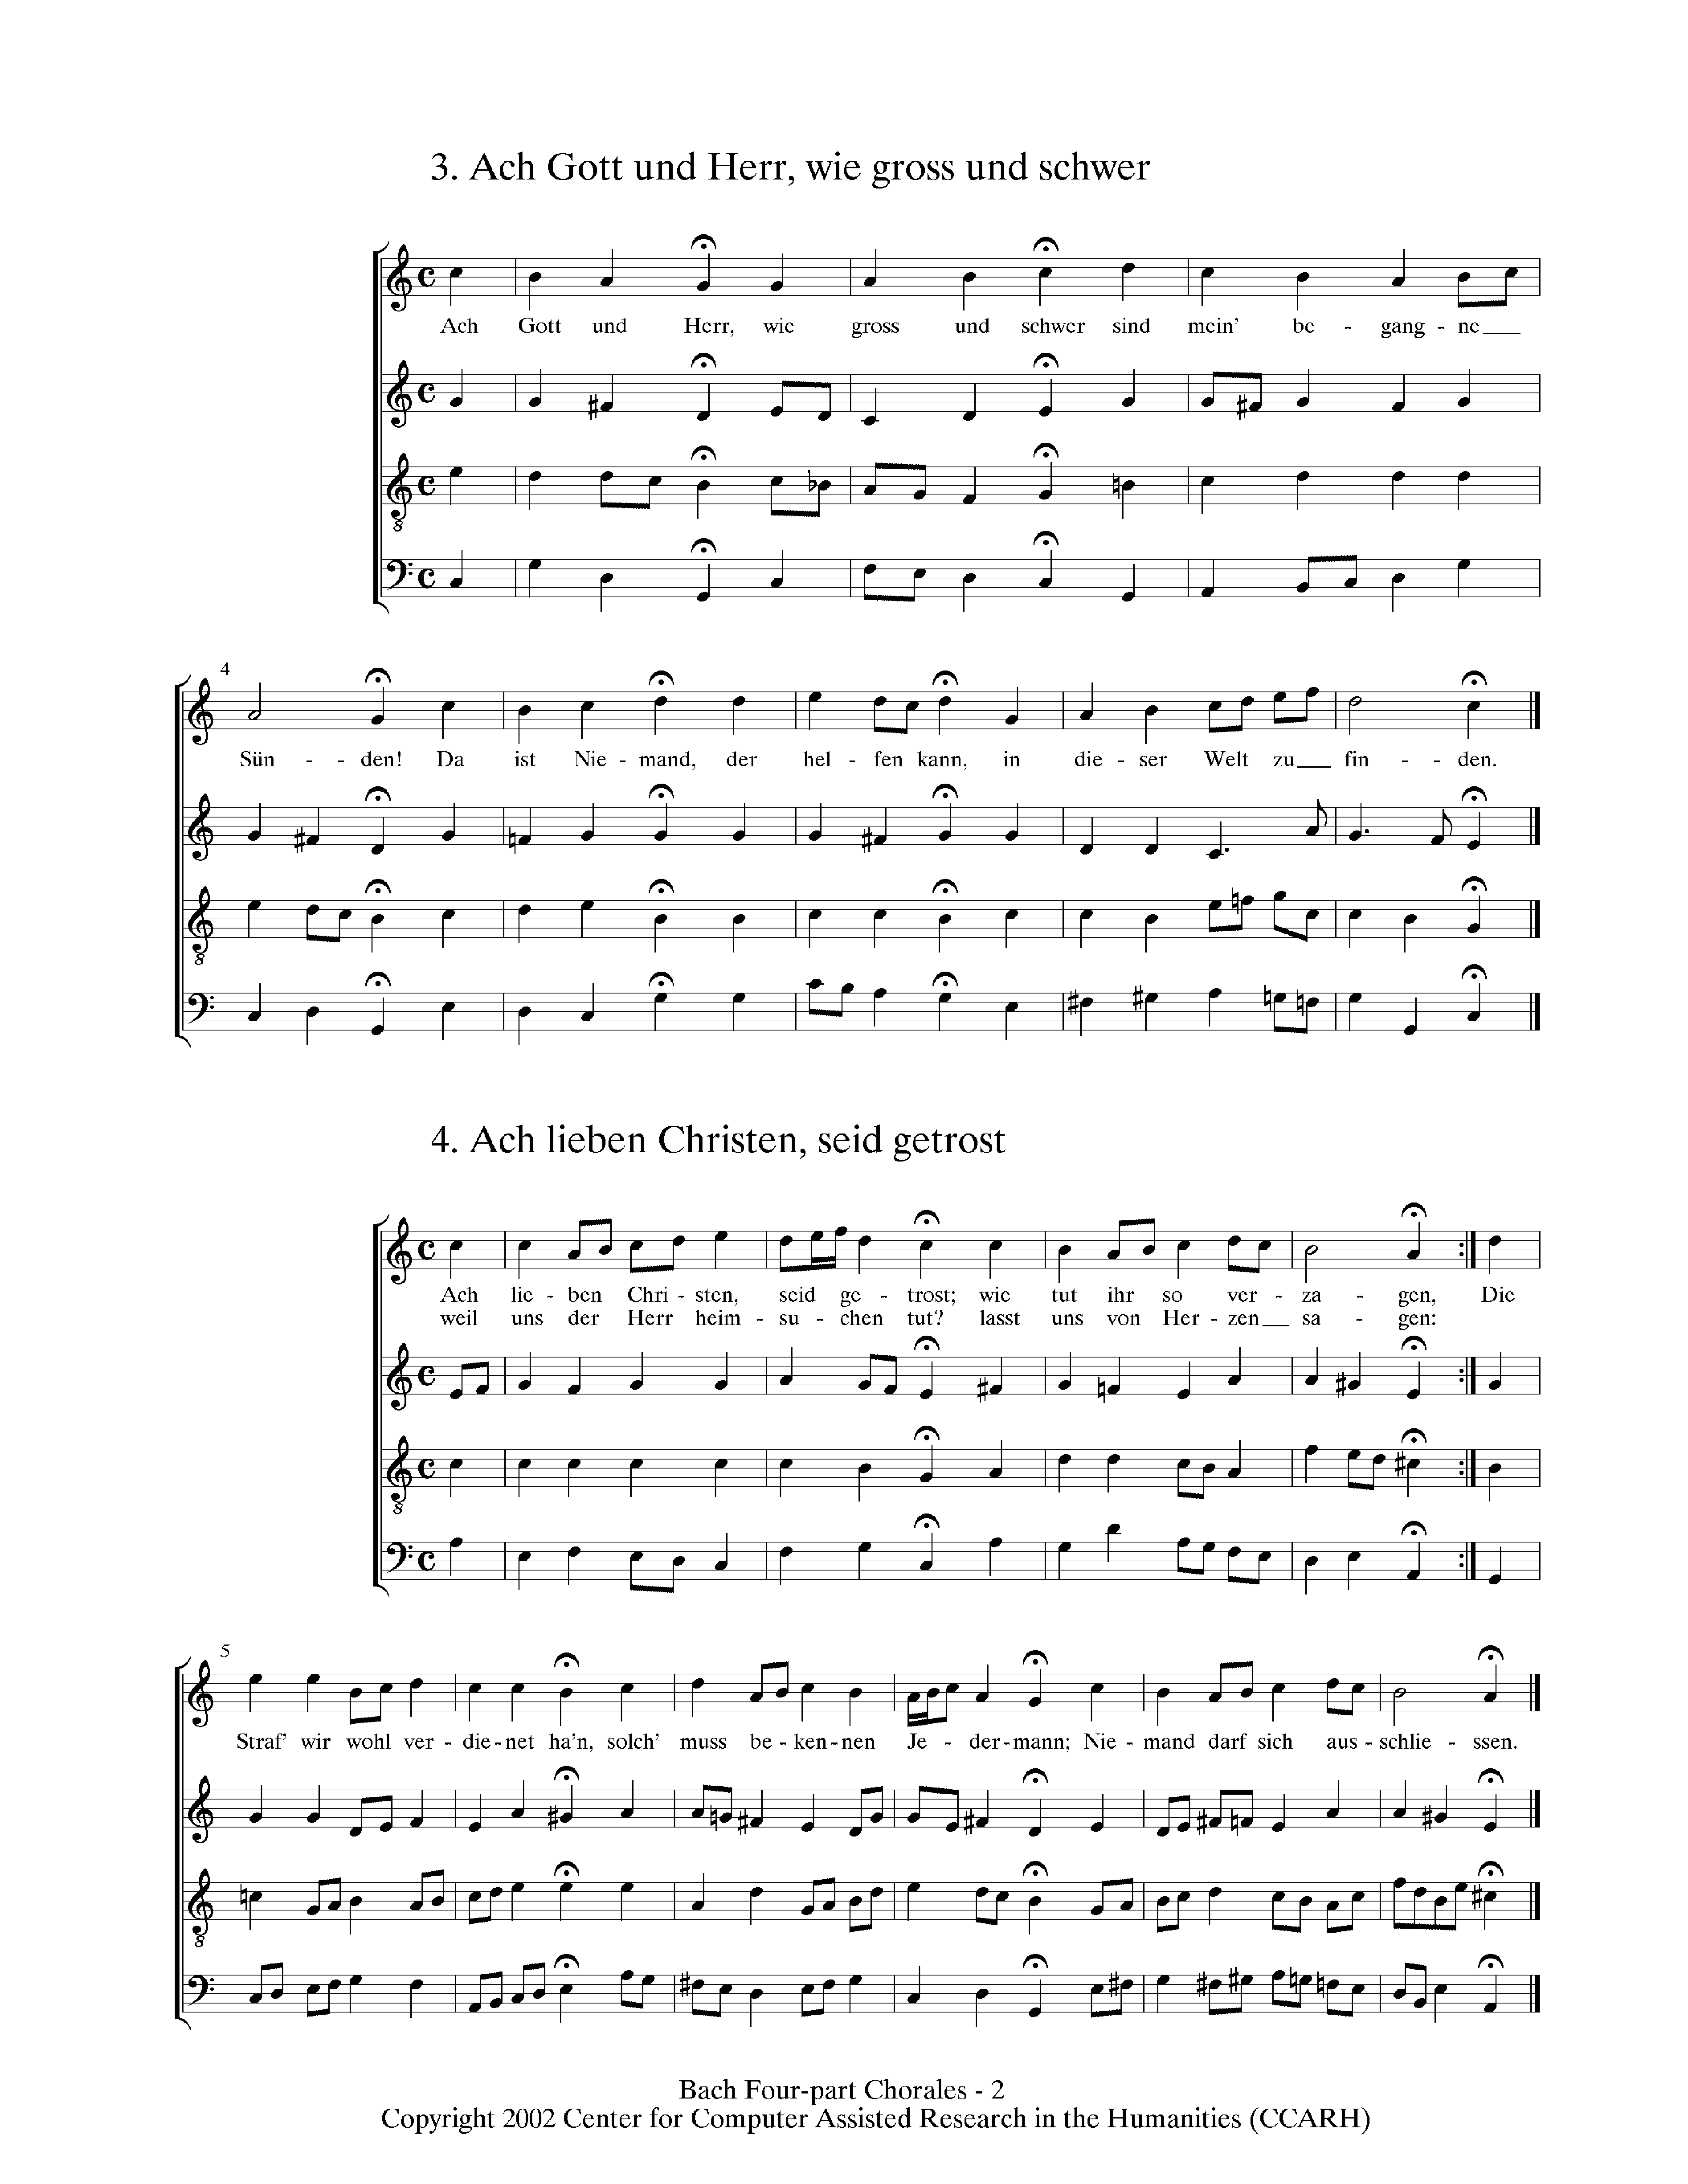 3. Ach Gott und Herr, wie gross und schwer
Ach Gott und Herr, wie gross und schwer sind mein' be - gang - ne
4
Sün - - den! Da ist Nie - mand, der hel - fen kann, in die - ser Welt zu fin - - den.
4. Ach lieben Christen, seid getrost
Ach lie - ben Chri - sten, seid ge - trost; wie tut ihr so ver - za - gen, Die
weil uns der Herr heim - su - chen tut? lasst uns von Her - zen sa - gen:
5
Straf' wir wohl ver - die - net ha'n, solch' muss be - ken - nen Je - der - mann; Nie - mand darf sich aus - schlie - ssen.
Bach Four-part Chorales - 2
Copyright 2002 Center for Computer Assisted Research in the Humanities (CCARH)